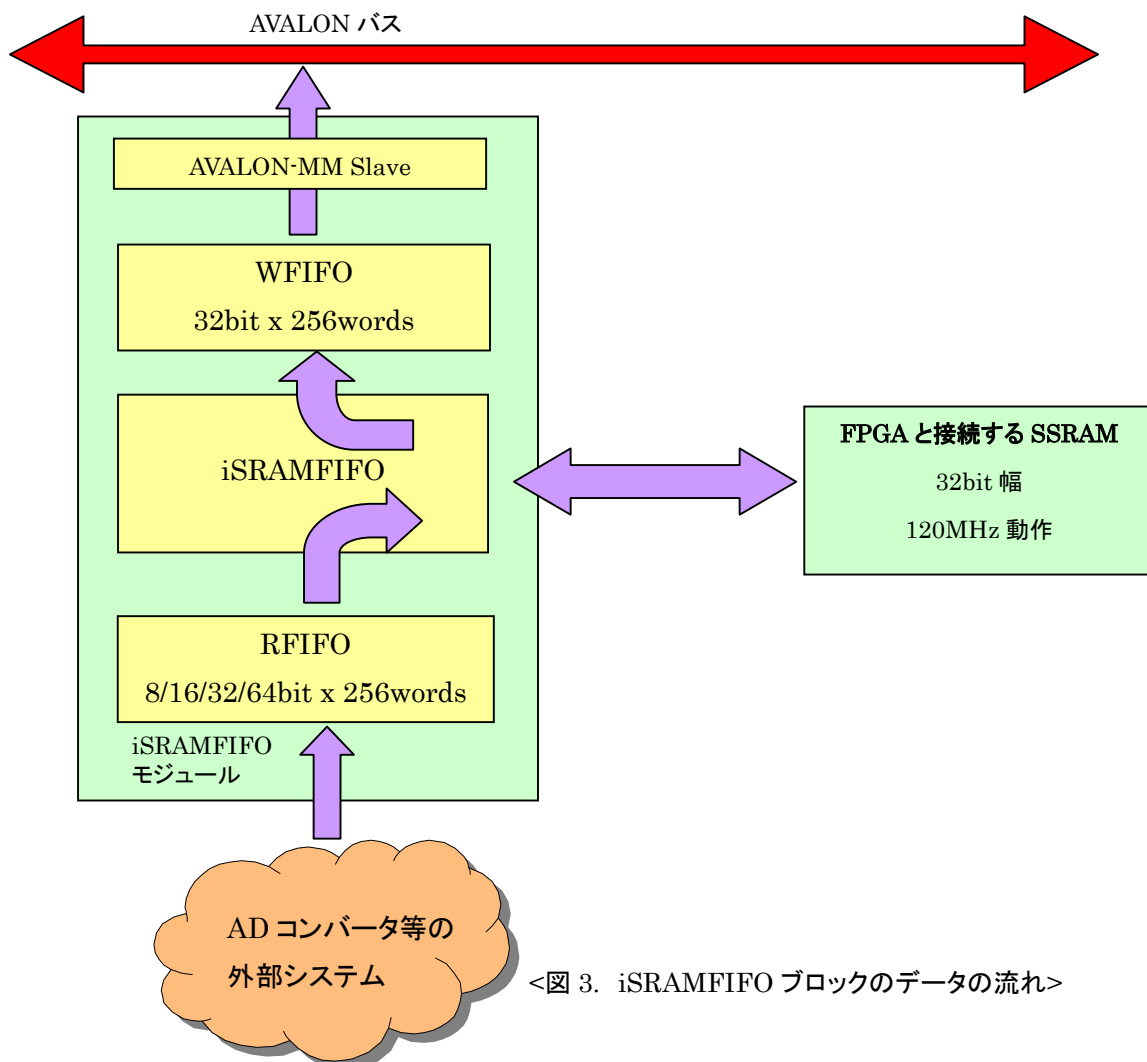 AVALON バス
AVALON-MM Slave
WFIFO
32bit x 256words
iSRAMFIFO
FPGA と接続する SSRAM
32bit 幅
120MHz 動作
RFIFO
8/16/32/64bit x 256words
iSRAMFIFO
モジュール
AD コンバータ等の
外部システム
<図 3. iSRAMFIFO ブロックのデータの流れ>